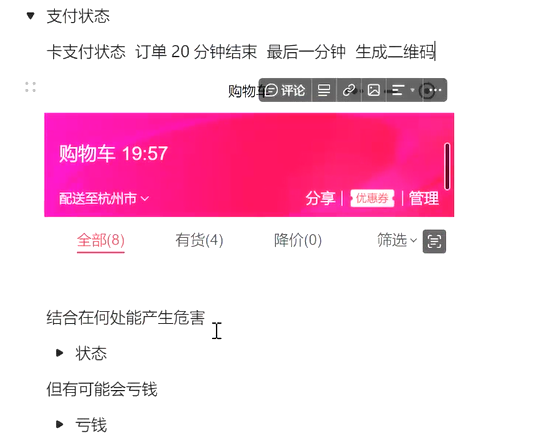 支付状态
卡支付状态 订单 20 分钟结束 最后一分钟 生成二维码
购物车
评论
购物车 19:57
配送至杭州市
分享 | 优惠券 | 管理
全部(8) 有货(4) 降价(0) 筛选
结合在何处能产生危害
状态
但有可能会亏钱
亏钱